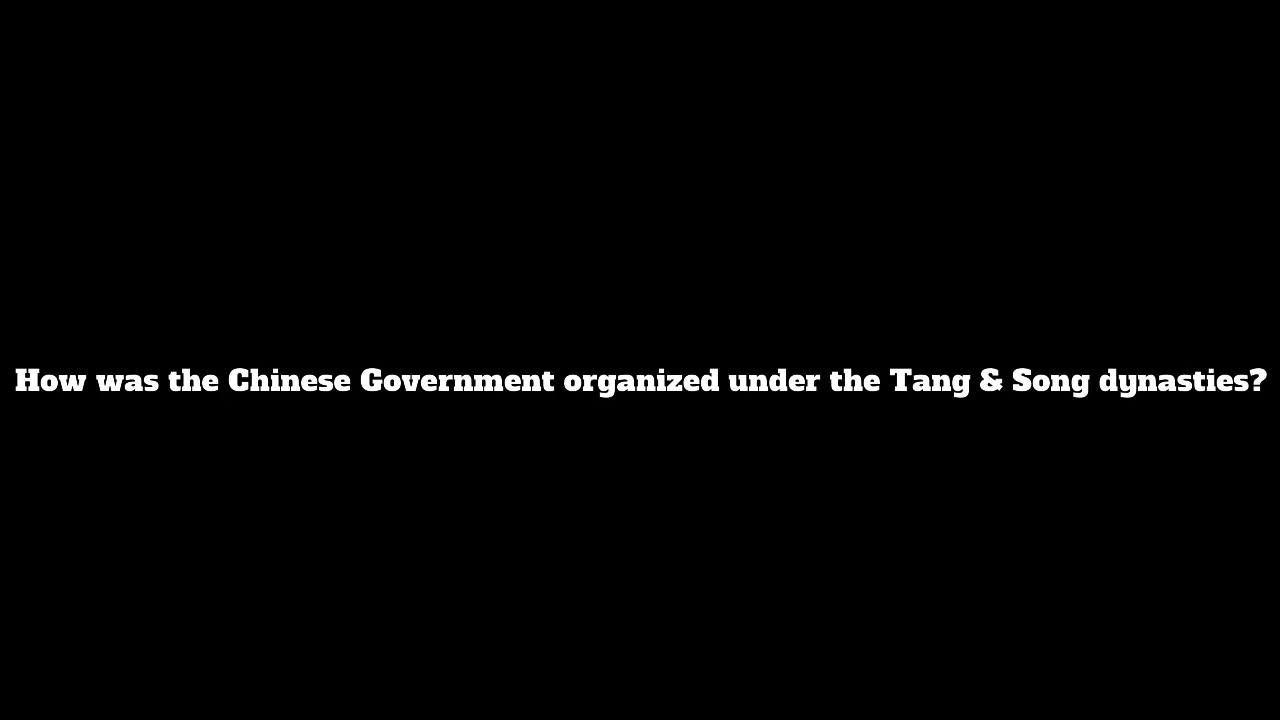 How was the Chinese Government organized under the Tang & Song dynasties?